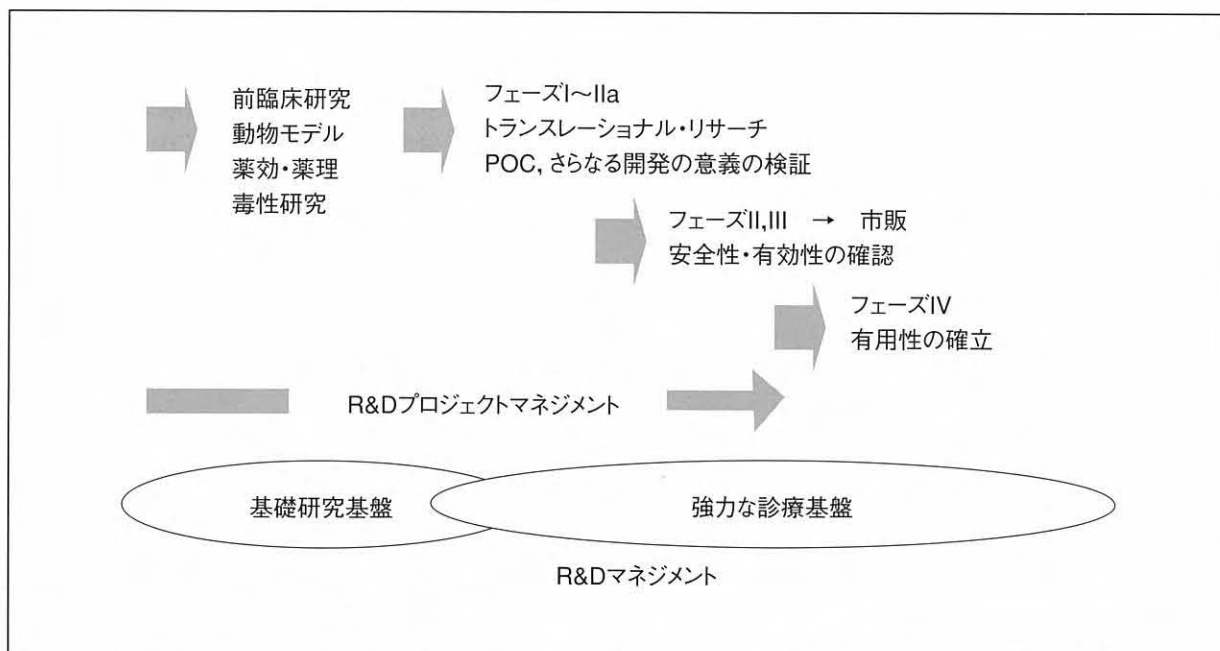 前臨床研究
動物モデル
薬効・薬理
毒性研究
フェーズI〜IIa
トランスレーショナル・リサーチ
POC, さらなる開発の意義の検証
フェーズII,III → 市販
安全性・有効性の確認
フェーズIV
有用性の確立
R&Dプロジェクトマネジメント
基礎研究基盤
強力な診療基盤
R&Dマネジメント